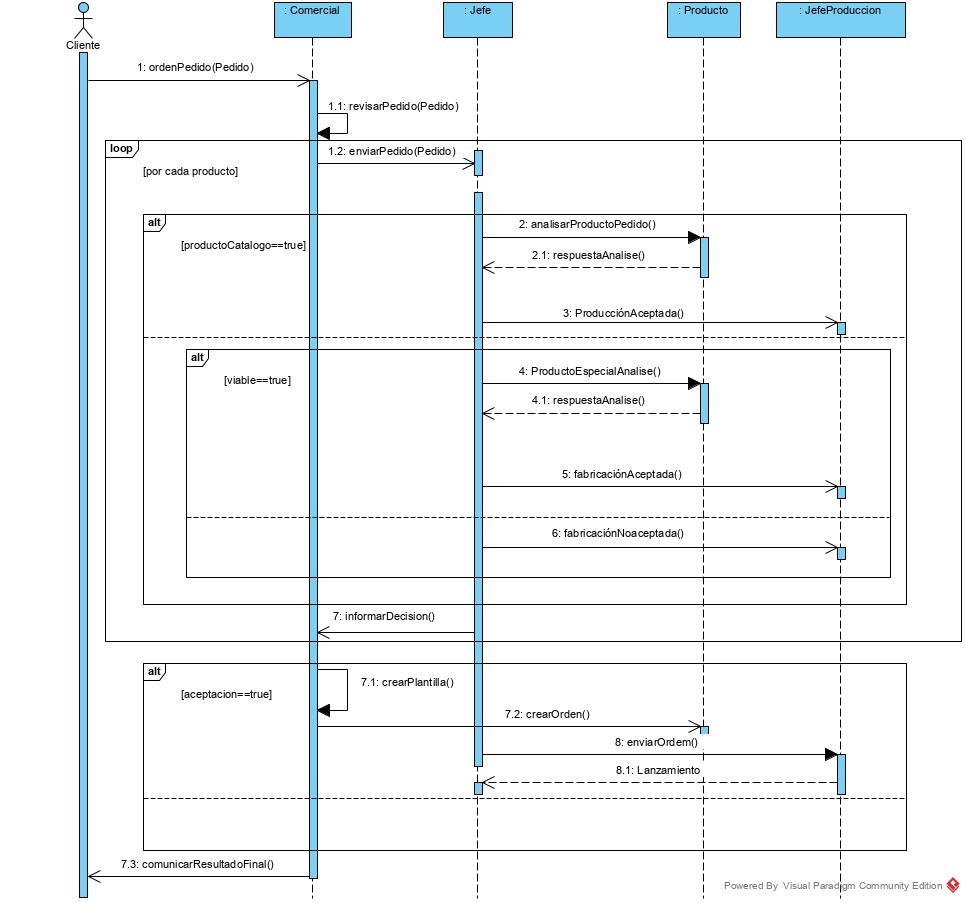 : Comercial
: Jefe
: Producto
: JefeProduccion
Cliente
1: ordenPedido(Pedido)
1.1: revisarPedido(Pedido)
loop
1.2: enviarPedido(Pedido)
[por cada producto]
alt
2: analisarProductoPedido()
[productoCatalogo==true]
2.1: respuestaAnalise()
3: ProducciónAceptada()
alt
4: ProductoEspecialAnalise()
[viable==true]
4.1: respuestaAnalise()
5: fabricaciónAceptada()
6: fabricaciónNoaceptada()
7: informarDecision()
alt
7.1: crearPlantilla()
[aceptacion==true]
7.2: crearOrden()
8: enviarOrdem()
8.1: Lanzamiento
7.3: comunicarResultadoFinal()
Powered By Visual Paradigm Community Edition